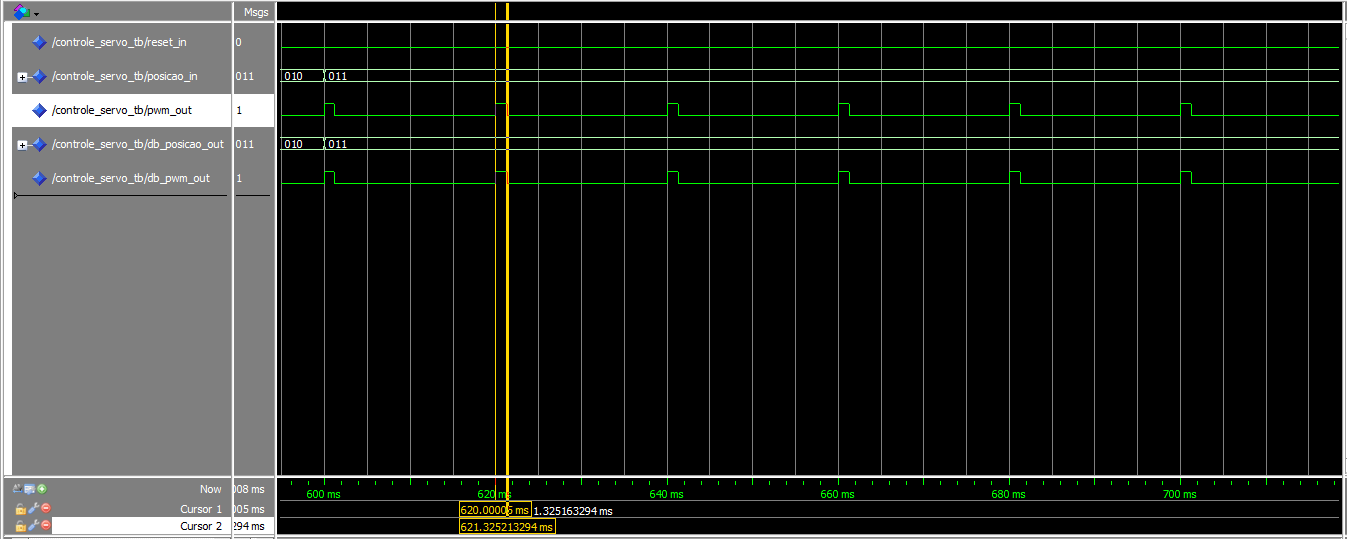 Msgs
/controle_servo_tb/reset_in 0
/controle_servo_tb/posicao_in 011 010 011
/controle_servo_tb/pwm_out 1
/controle_servo_tb/db_posicao_out 011 010 011
/controle_servo_tb/db_pwm_out 1
Now 008 ms 600 ms 620 ms 640 ms 660 ms 680 ms 700 ms
Cursor 1 005 ms 620.00005 ms 1.325163294 ms
Cursor 2 294 ms 621.325213294 ms